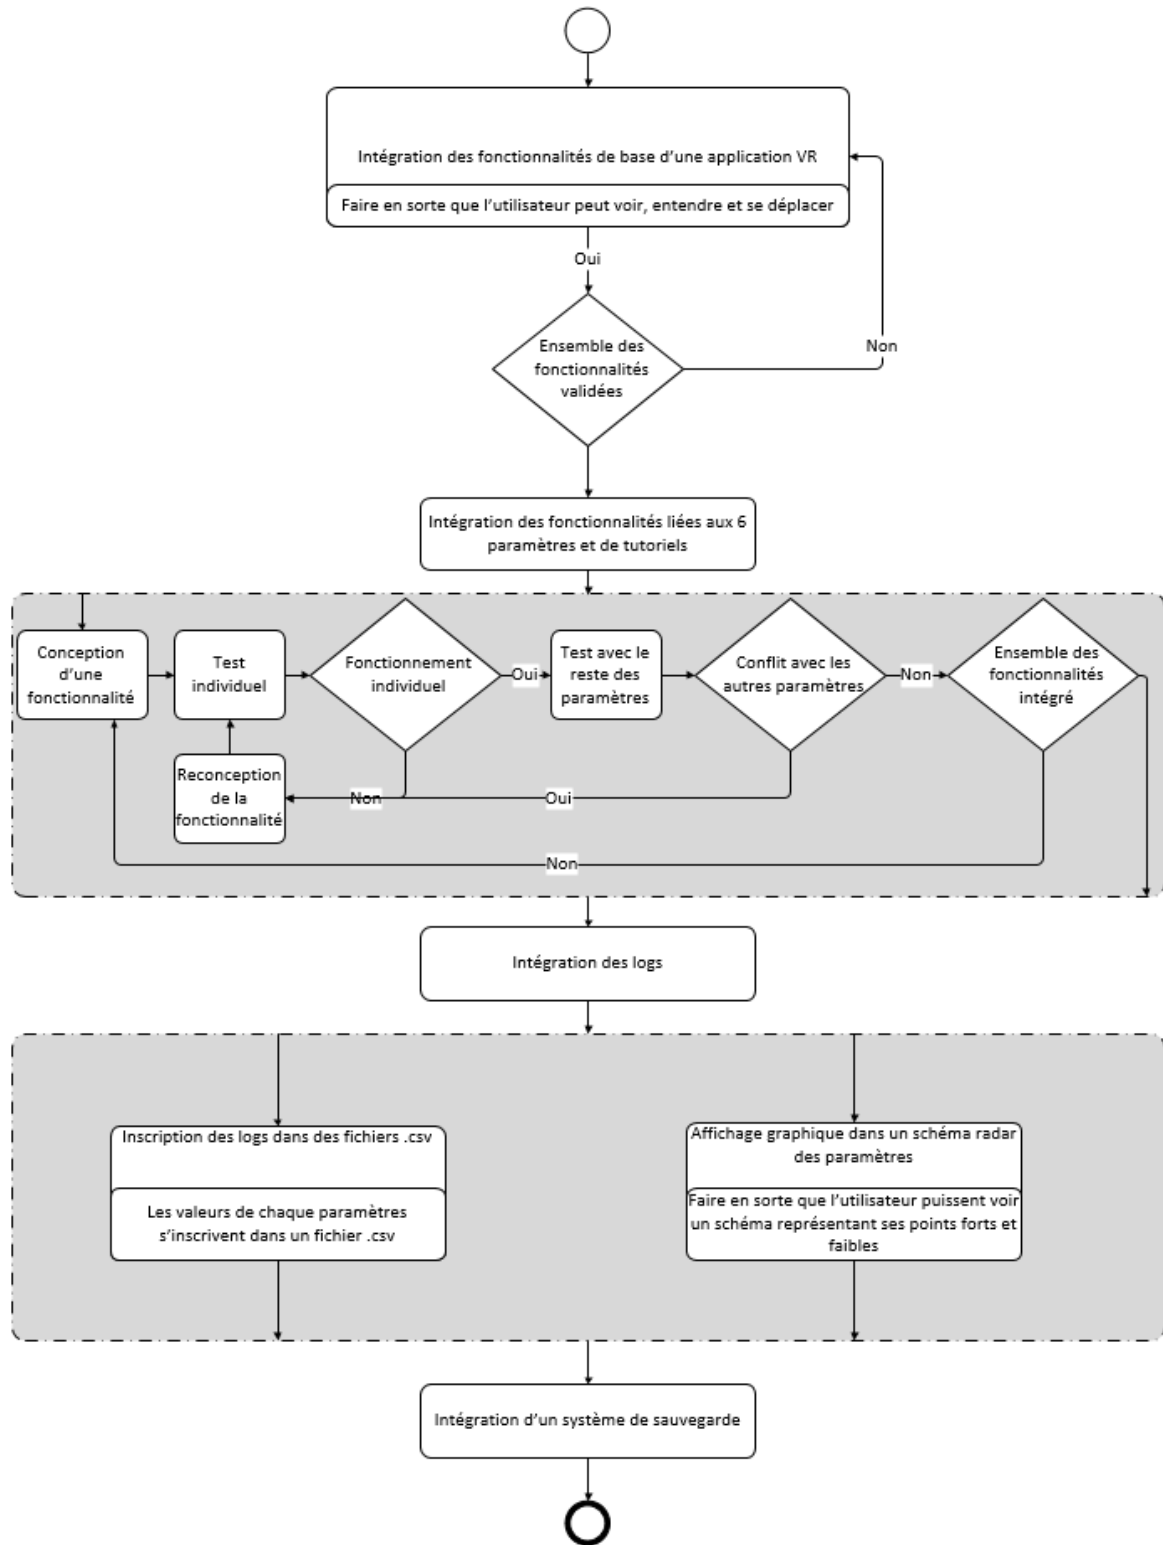 Intégration des fonctionnalités de base d'une application VR
Faire en sorte que l'utilisateur peut voir, entendre et se déplacer
Oui
Ensemble des
fonctionnalités
validées
Non
Intégration des fonctionnalités liées aux 6
paramètres et de tutoriels
Conception
d'une
fonctionnalité
Test
individuel
Fonctionnement
individuel
Oui
Test avec le
reste des
paramètres
Conflit avec les
autres paramètres
Non
Ensemble des
fonctionnalités
intégré
Reconception
de la
fonctionnalité
Non
Oui
Non
Intégration des logs
Inscription des logs dans des fichiers .csv
Les valeurs de chaque paramètres
s'inscrivent dans un fichier .csv
Affichage graphique dans un schéma radar
des paramètres
Faire en sorte que l'utilisateur puissent voir
un schéma représentant ses points forts et
faibles
Intégration d'un système de sauvegarde